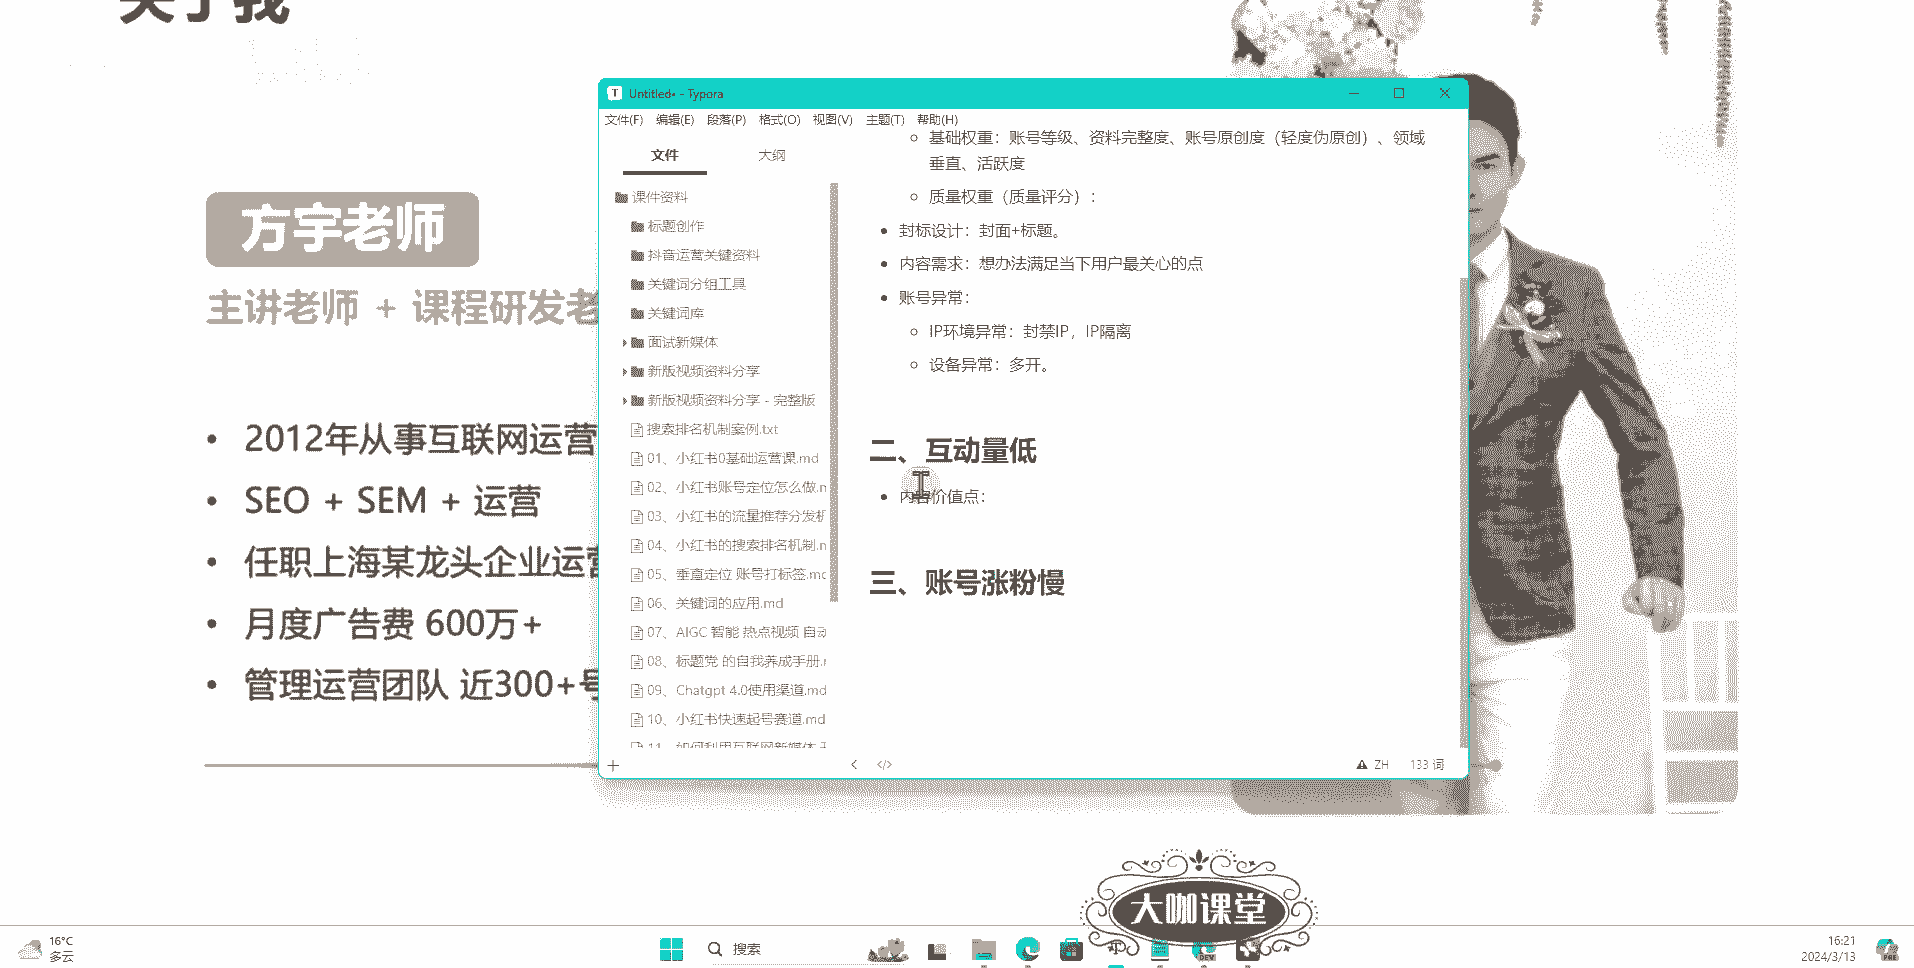 关于我
方宇老师
主讲老师 + 课程研发老
2012年从事互联网运营
SEO + SEM + 运营
任职上海某龙头企业运营
月度广告费 600万+
管理运营团队 近300+号
Untitled• - Typora
文件(F) 编辑(E) 段落(P) 格式(O) 视图(V) 主题(T) 帮助(H)
文件 大纲
课件资料
标题创作
抖音运营关键资料
关键词分组工具
关键词库
面试新媒体
新版视频资料分享
新版视频资料分享 - 完整版
搜索排名机制案例.txt
01、小红书0基础运营课.md
02、小红书账号定位怎么做.m
03、小红书的流量推荐分发机
04、小红书的搜索排名机制.m
05、垂直定位 账号打标签.md
06、关键词的应用.md
07、AIGC 智能 热点视频 自动
08、标题党 的自我养成手册.m
09、Chatgpt 4.0使用渠道.md
10、小红书快速起号赛道.md
11、如何利用互联网新媒体
基础权重：账号等级、资料完整度、账号原创度（轻度伪原创）、领域
垂直、活跃度
质量权重（质量评分）：
封标设计：封面+标题。
内容需求：想办法满足当下用户最关心的点
账号异常：
IP环境异常：封禁IP，IP隔离
设备异常：多开。
二、互动量低
内容价值点：
三、账号涨粉慢
ZH 133 词
大咖课堂
16°C
多云
搜索
16:21
2024/3/13